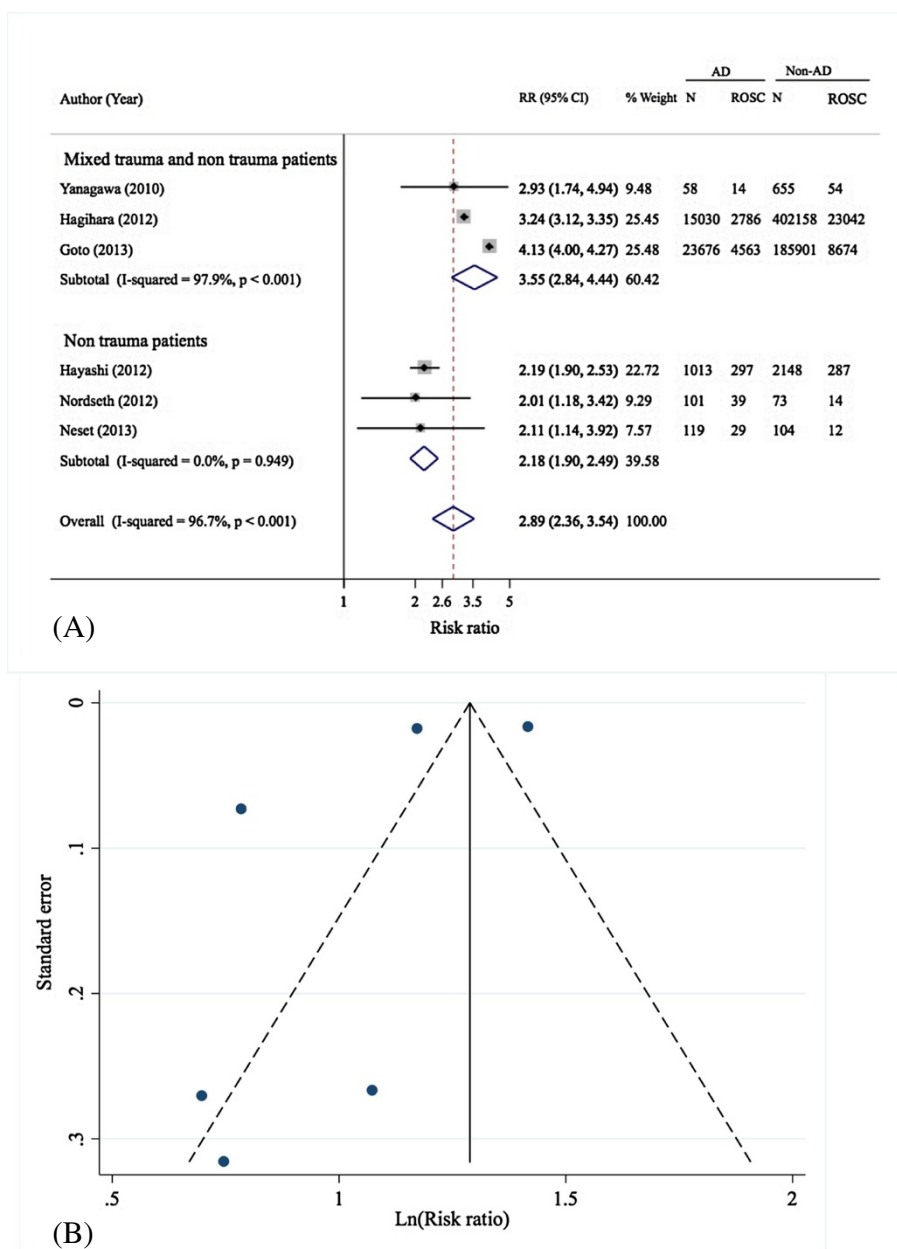 AD Non-AD
Author (Year) RR (95% CI) % Weight N ROSC N ROSC
Mixed trauma and non trauma patients
Yanagawa (2010) 2.93 (1.74, 4.94) 9.48 58 14 655 54
Hagihara (2012) 3.24 (3.12, 3.35) 25.45 15030 2786 402158 23042
Goto (2013) 4.13 (4.00, 4.27) 25.48 23676 4563 185901 8674
Subtotal (I-squared = 97.9%, p < 0.001) 3.55 (2.84, 4.44) 60.42
Non trauma patients
Hayashi (2012) 2.19 (1.90, 2.53) 22.72 1013 297 2148 287
Nordseth (2012) 2.01 (1.18, 3.42) 9.29 101 39 73 14
Neset (2013) 2.11 (1.14, 3.92) 7.57 119 29 104 12
Subtotal (I-squared = 0.0%, p = 0.949) 2.18 (1.90, 2.49) 39.58
Overall (I-squared = 96.7%, p < 0.001) 2.89 (2.36, 3.54) 100.00
1 2 2.6 3.5 5
Risk ratio
(A)
0
.1
.2
.3
Standard error
.5 1 1.5 2
Ln(Risk ratio)
(B)